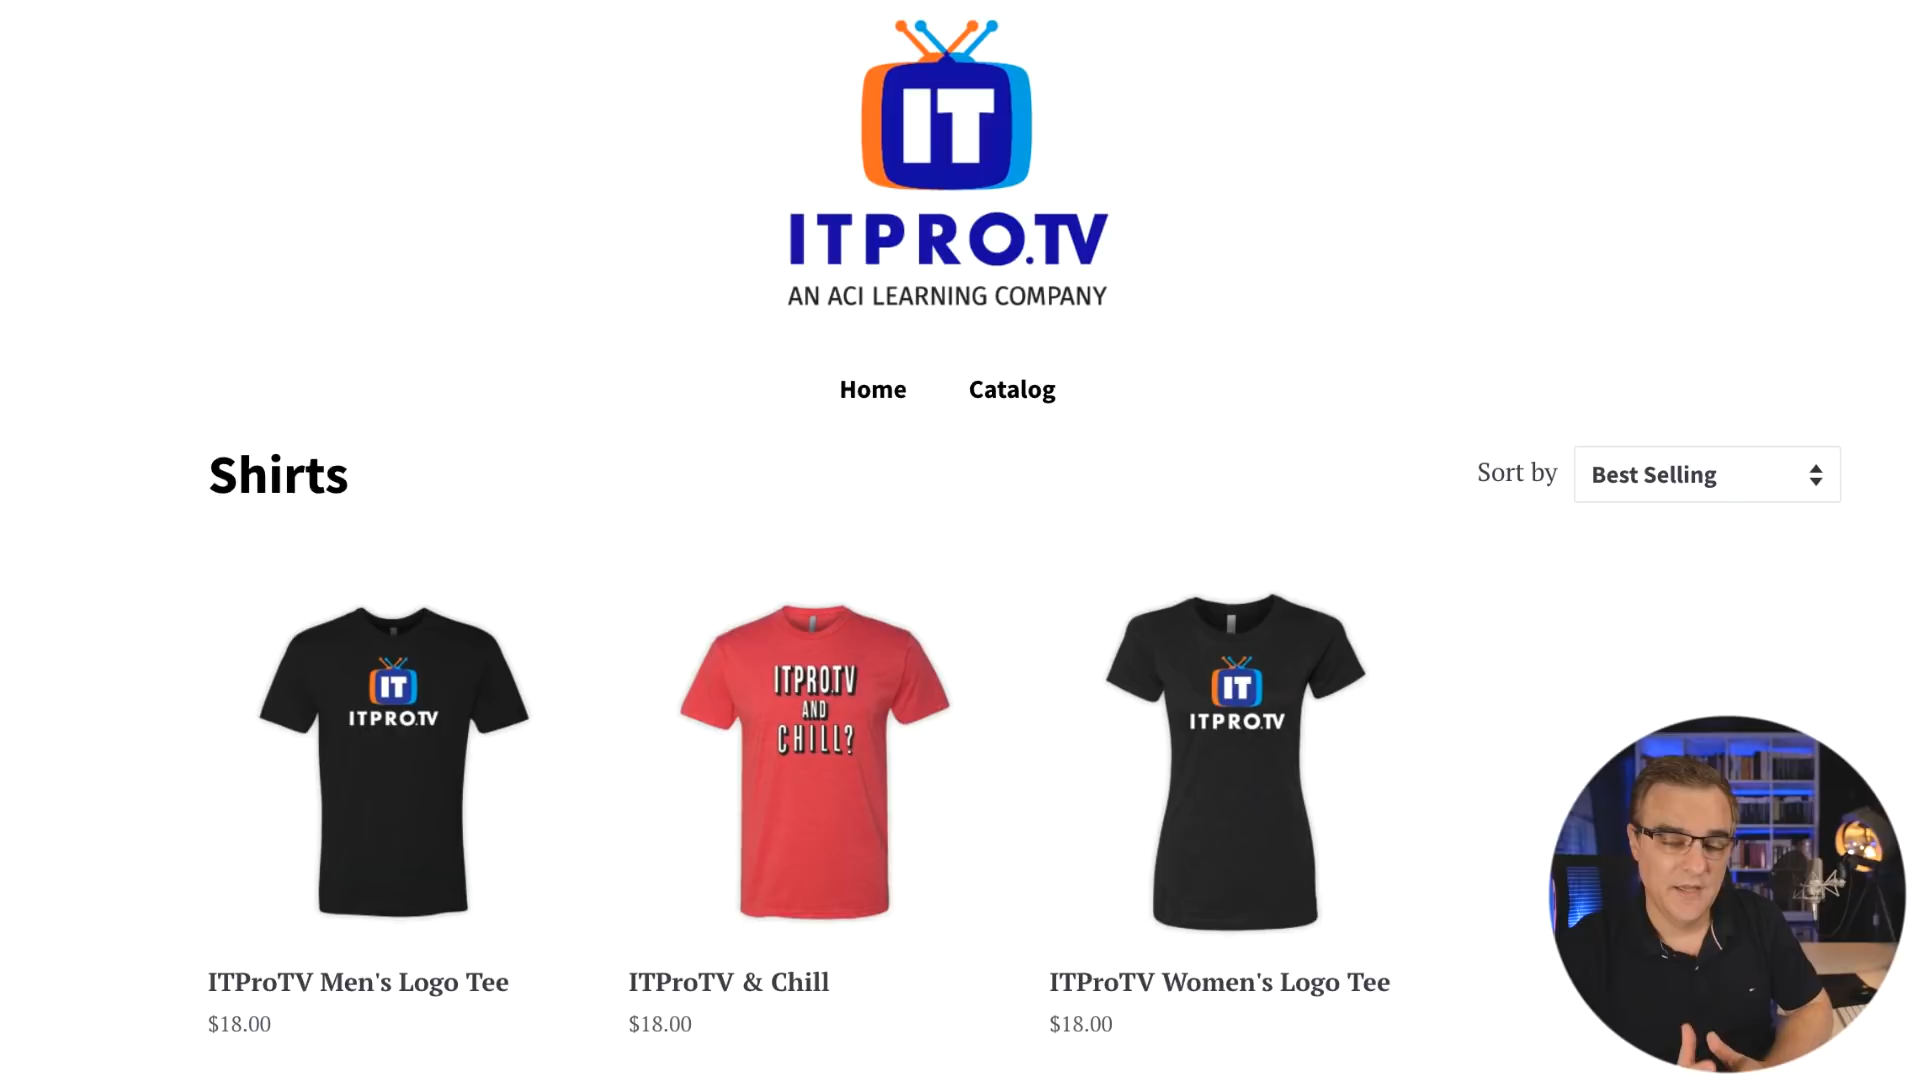 IT
ITPRO.TV
AN ACI LEARNING COMPANY
Home Catalog
Shirts
Sort by Best Selling
IT
ITPRO.TV
ITPRO.TV
AND
CHILL?
IT
ITPRO.TV
ITProTV Men's Logo Tee
$18.00
ITProTV & Chill
$18.00
ITProTV Women's Logo Tee
$18.00